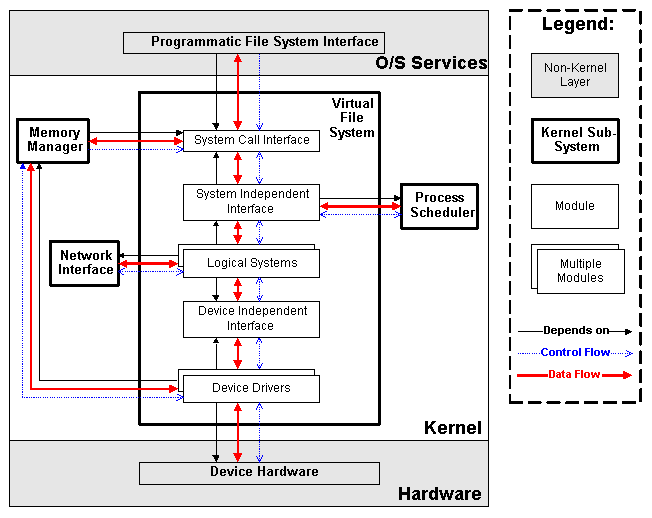 Programmatic File System Interface
O/S Services
Virtual
File
System
Memory
Manager
System Call Interface
System Independent
Interface
Process
Scheduler
Network
Interface
Logical Systems
Device Independent
Interface
Device Drivers
Kernel
Device Hardware
Hardware
Legend:
Non-Kernel
Layer
Kernel Sub-
System
Module
Multiple
Modules
Depends on
Control Flow
Data Flow